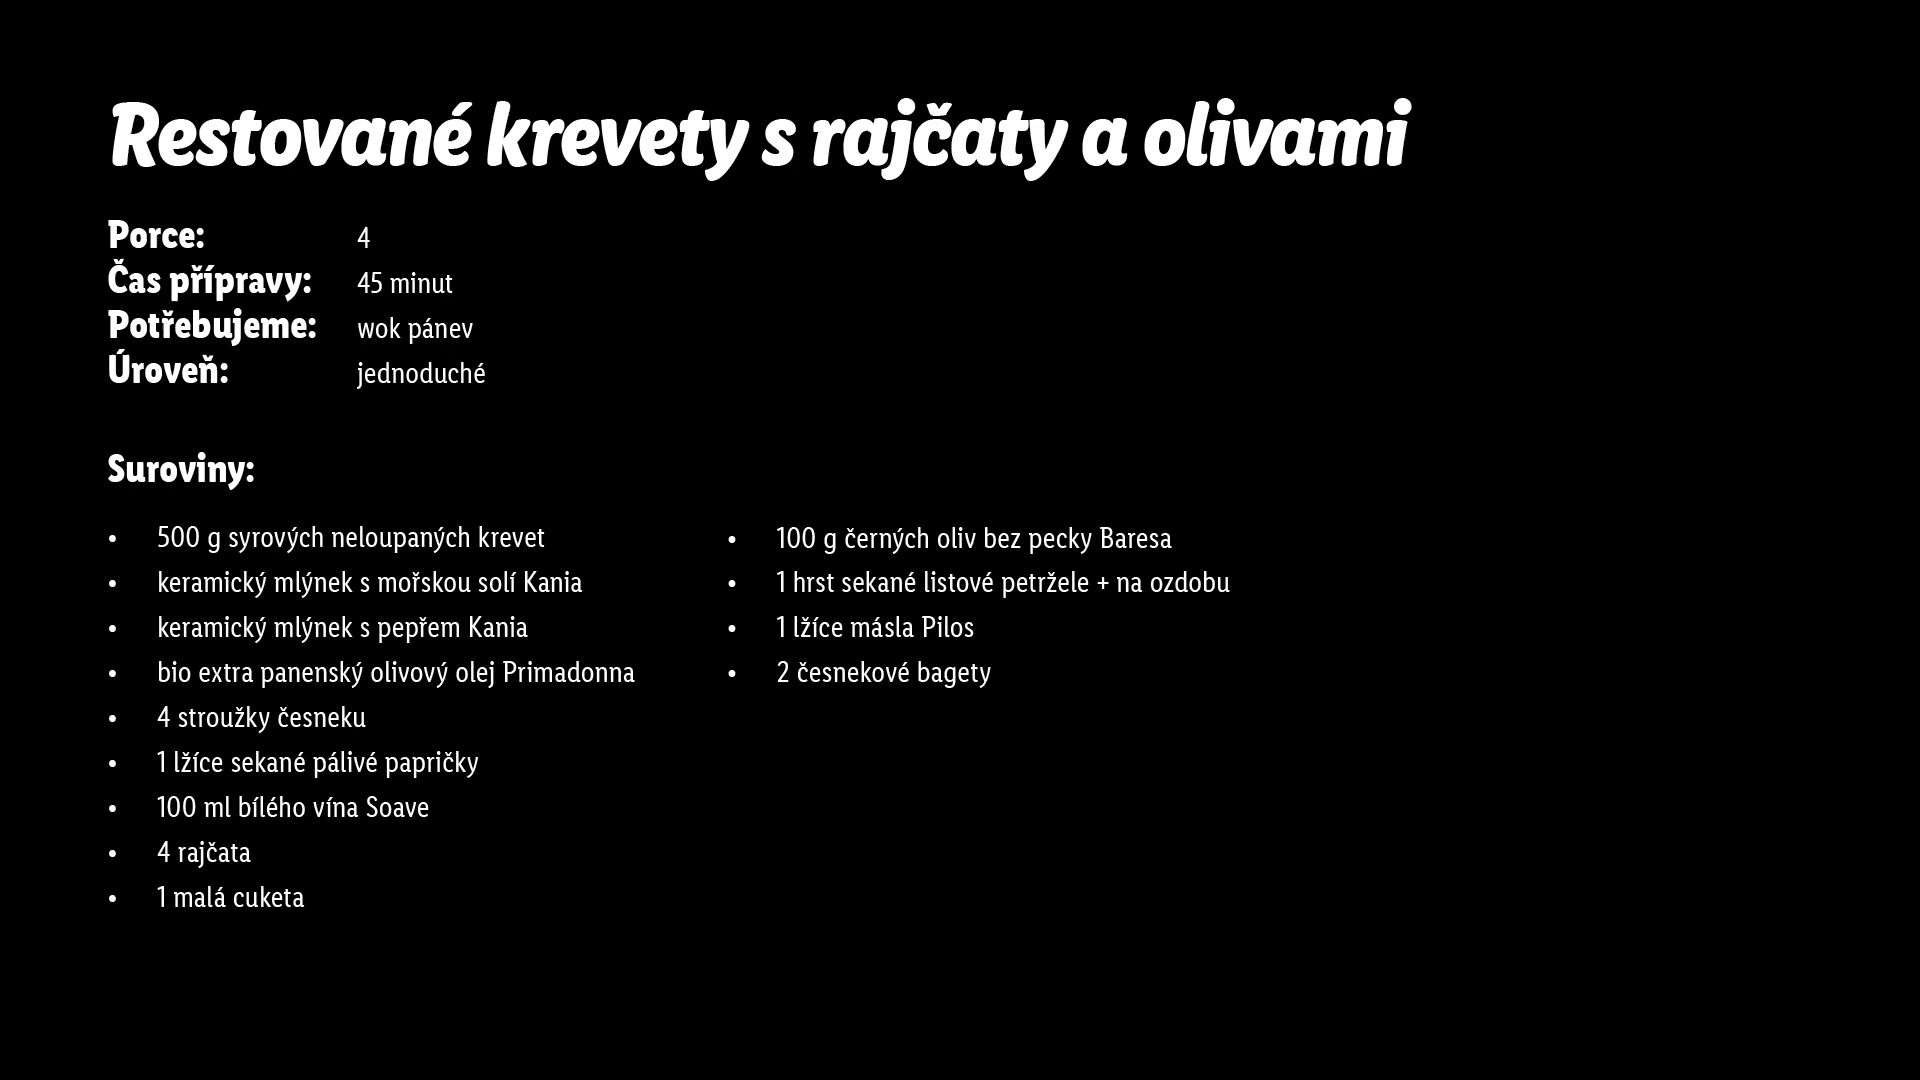 Restované krevety s rajčaty a olivami
Porce: 4
Čas přípravy: 45 minut
Potřebujeme: wok pánev
Úroveň: jednoduché
Suroviny:
• 500 g syrových neloupaných krevet
• keramický mlýnek s mořskou solí Kania
• keramický mlýnek s pepřem Kania
• bio extra panenský olivový olej Primadonna
• 4 stroužky česneku
• 1 lžíce sekané pálivé papričky
• 100 ml bílého vína Soave
• 4 rajčata
• 1 malá cuketa
• 100 g černých oliv bez pecky Baresa
• 1 hrst sekané listové petržele + na ozdobu
• 1 lžíce másla Pilos
• 2 česnekové bagety